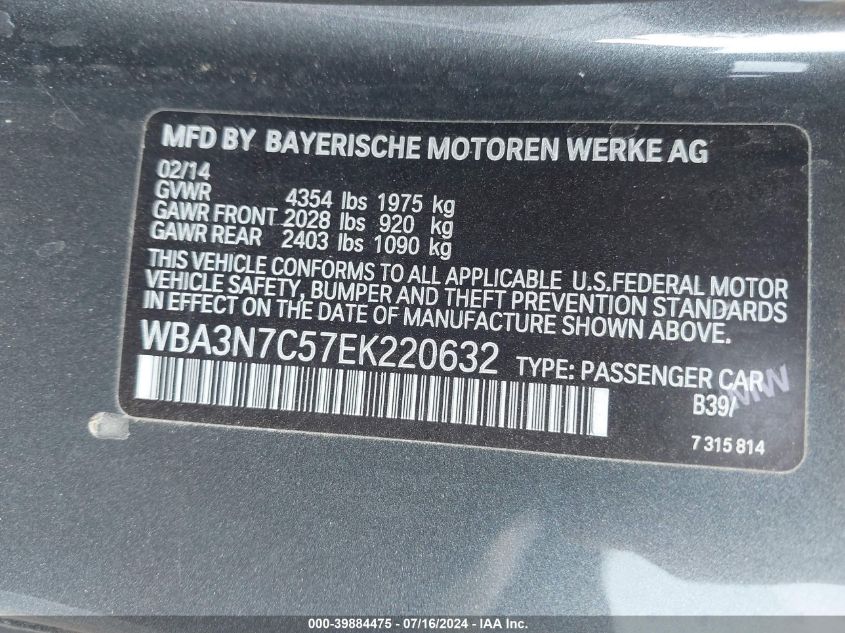 MFD BY BAYERISCHE MOTOREN WERKE AG
02/14
GVWR 4354 lbs 1975 kg
GAWR FRONT 2028 lbs 920 kg
GAWR REAR 2403 lbs 1090 kg
THIS VEHICLE CONFORMS TO ALL APPLICABLE U.S.FEDERAL MOTOR
VEHICLE SAFETY, BUMPER AND THEFT PREVENTION STANDARDS
IN EFFECT ON THE DATE OF MANUFACTURE SHOWN ABOVE.
WBA3N7C57EK220632 TYPE: PASSENGER CAR
B39/
7 315 814
000-39884475 | 07/16/2024 | IAA Inc.